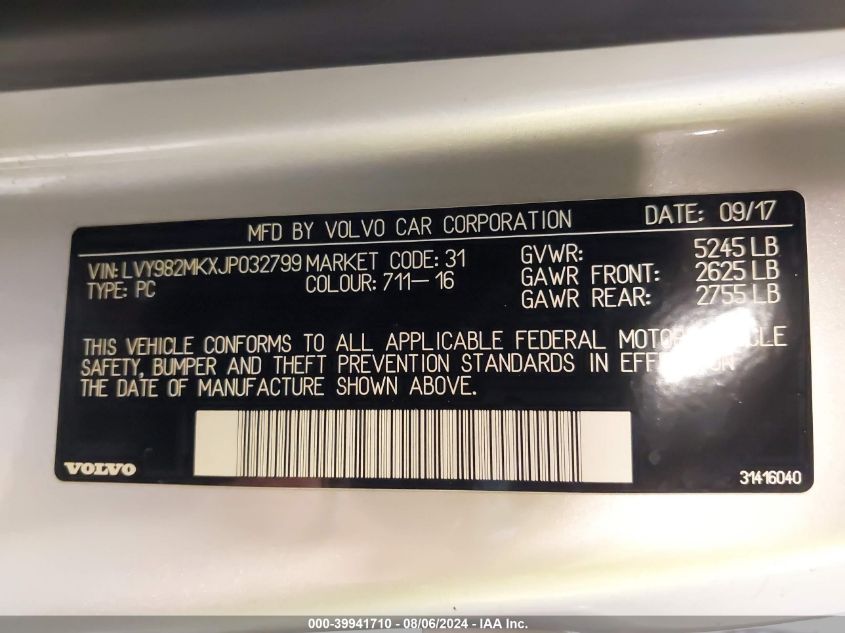 MFD BY VOLVO CAR CORPORATION DATE: 09/17
VIN: LVY982MKXJP032799 MARKET CODE: 31 GVWR: 5245 LB
TYPE: PC COLOUR: 711-16 GAWR FRONT: 2625 LB
GAWR REAR: 2755 LB
THIS VEHICLE CONFORMS TO ALL APPLICABLE FEDERAL MOTOR VEHICLE
SAFETY, BUMPER AND THEFT PREVENTION STANDARDS IN EFFECT ON
THE DATE OF MANUFACTURE SHOWN ABOVE.
VOLVO
31416040
000-39941710 - 08/06/2024 - IAA Inc.